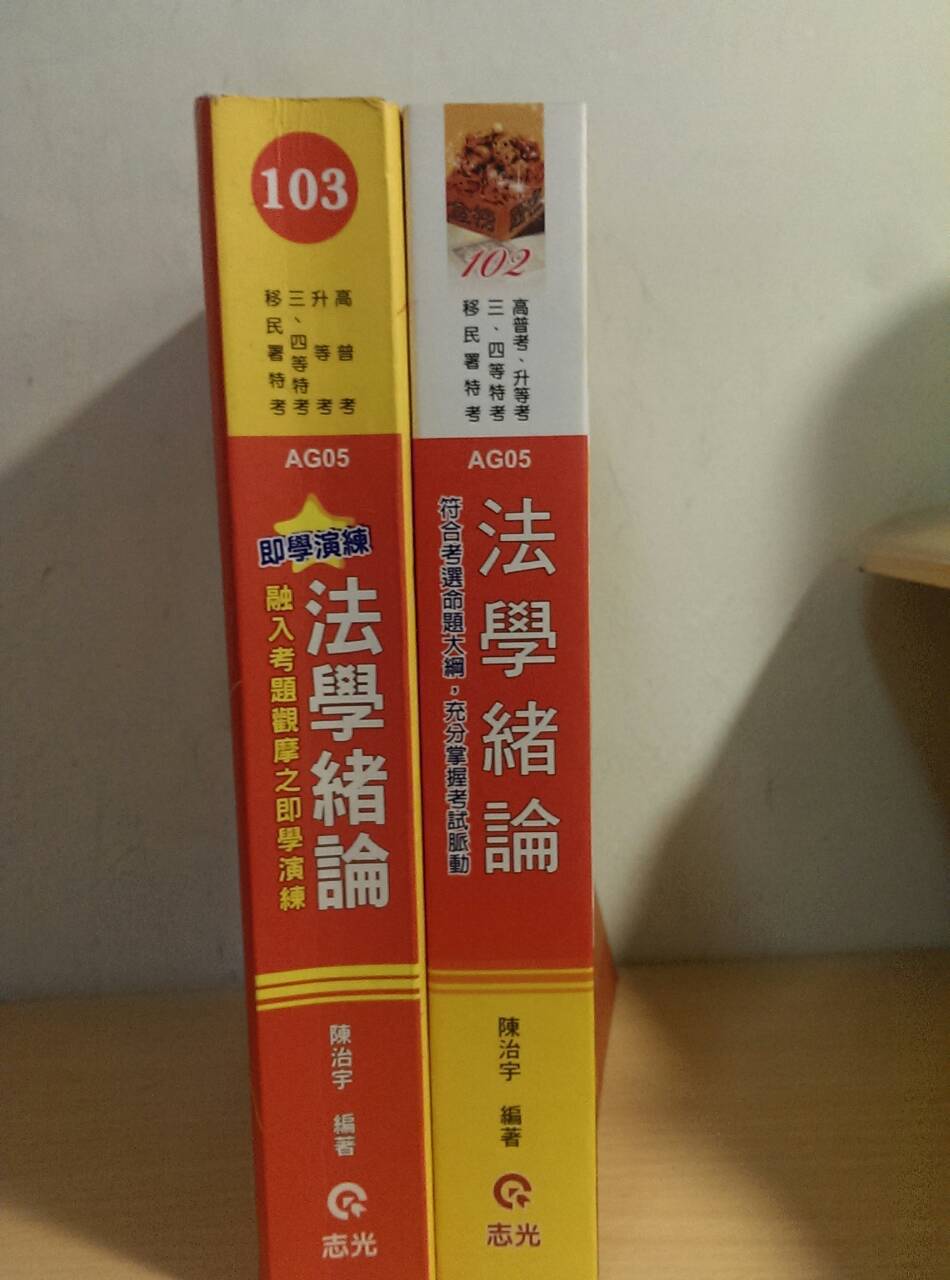 103
高普考
升等考
三、四等特考
移民署特考
AG05
即學演練
法學緒論
融入考題觀摩之即學演練
陳治宇 編著
志光
102
高普考、升等考
三、四等特考
移民署特考
AG05
法學緒論
符合考選命題大綱，充分掌握考試脈動
陳治宇 編著
志光